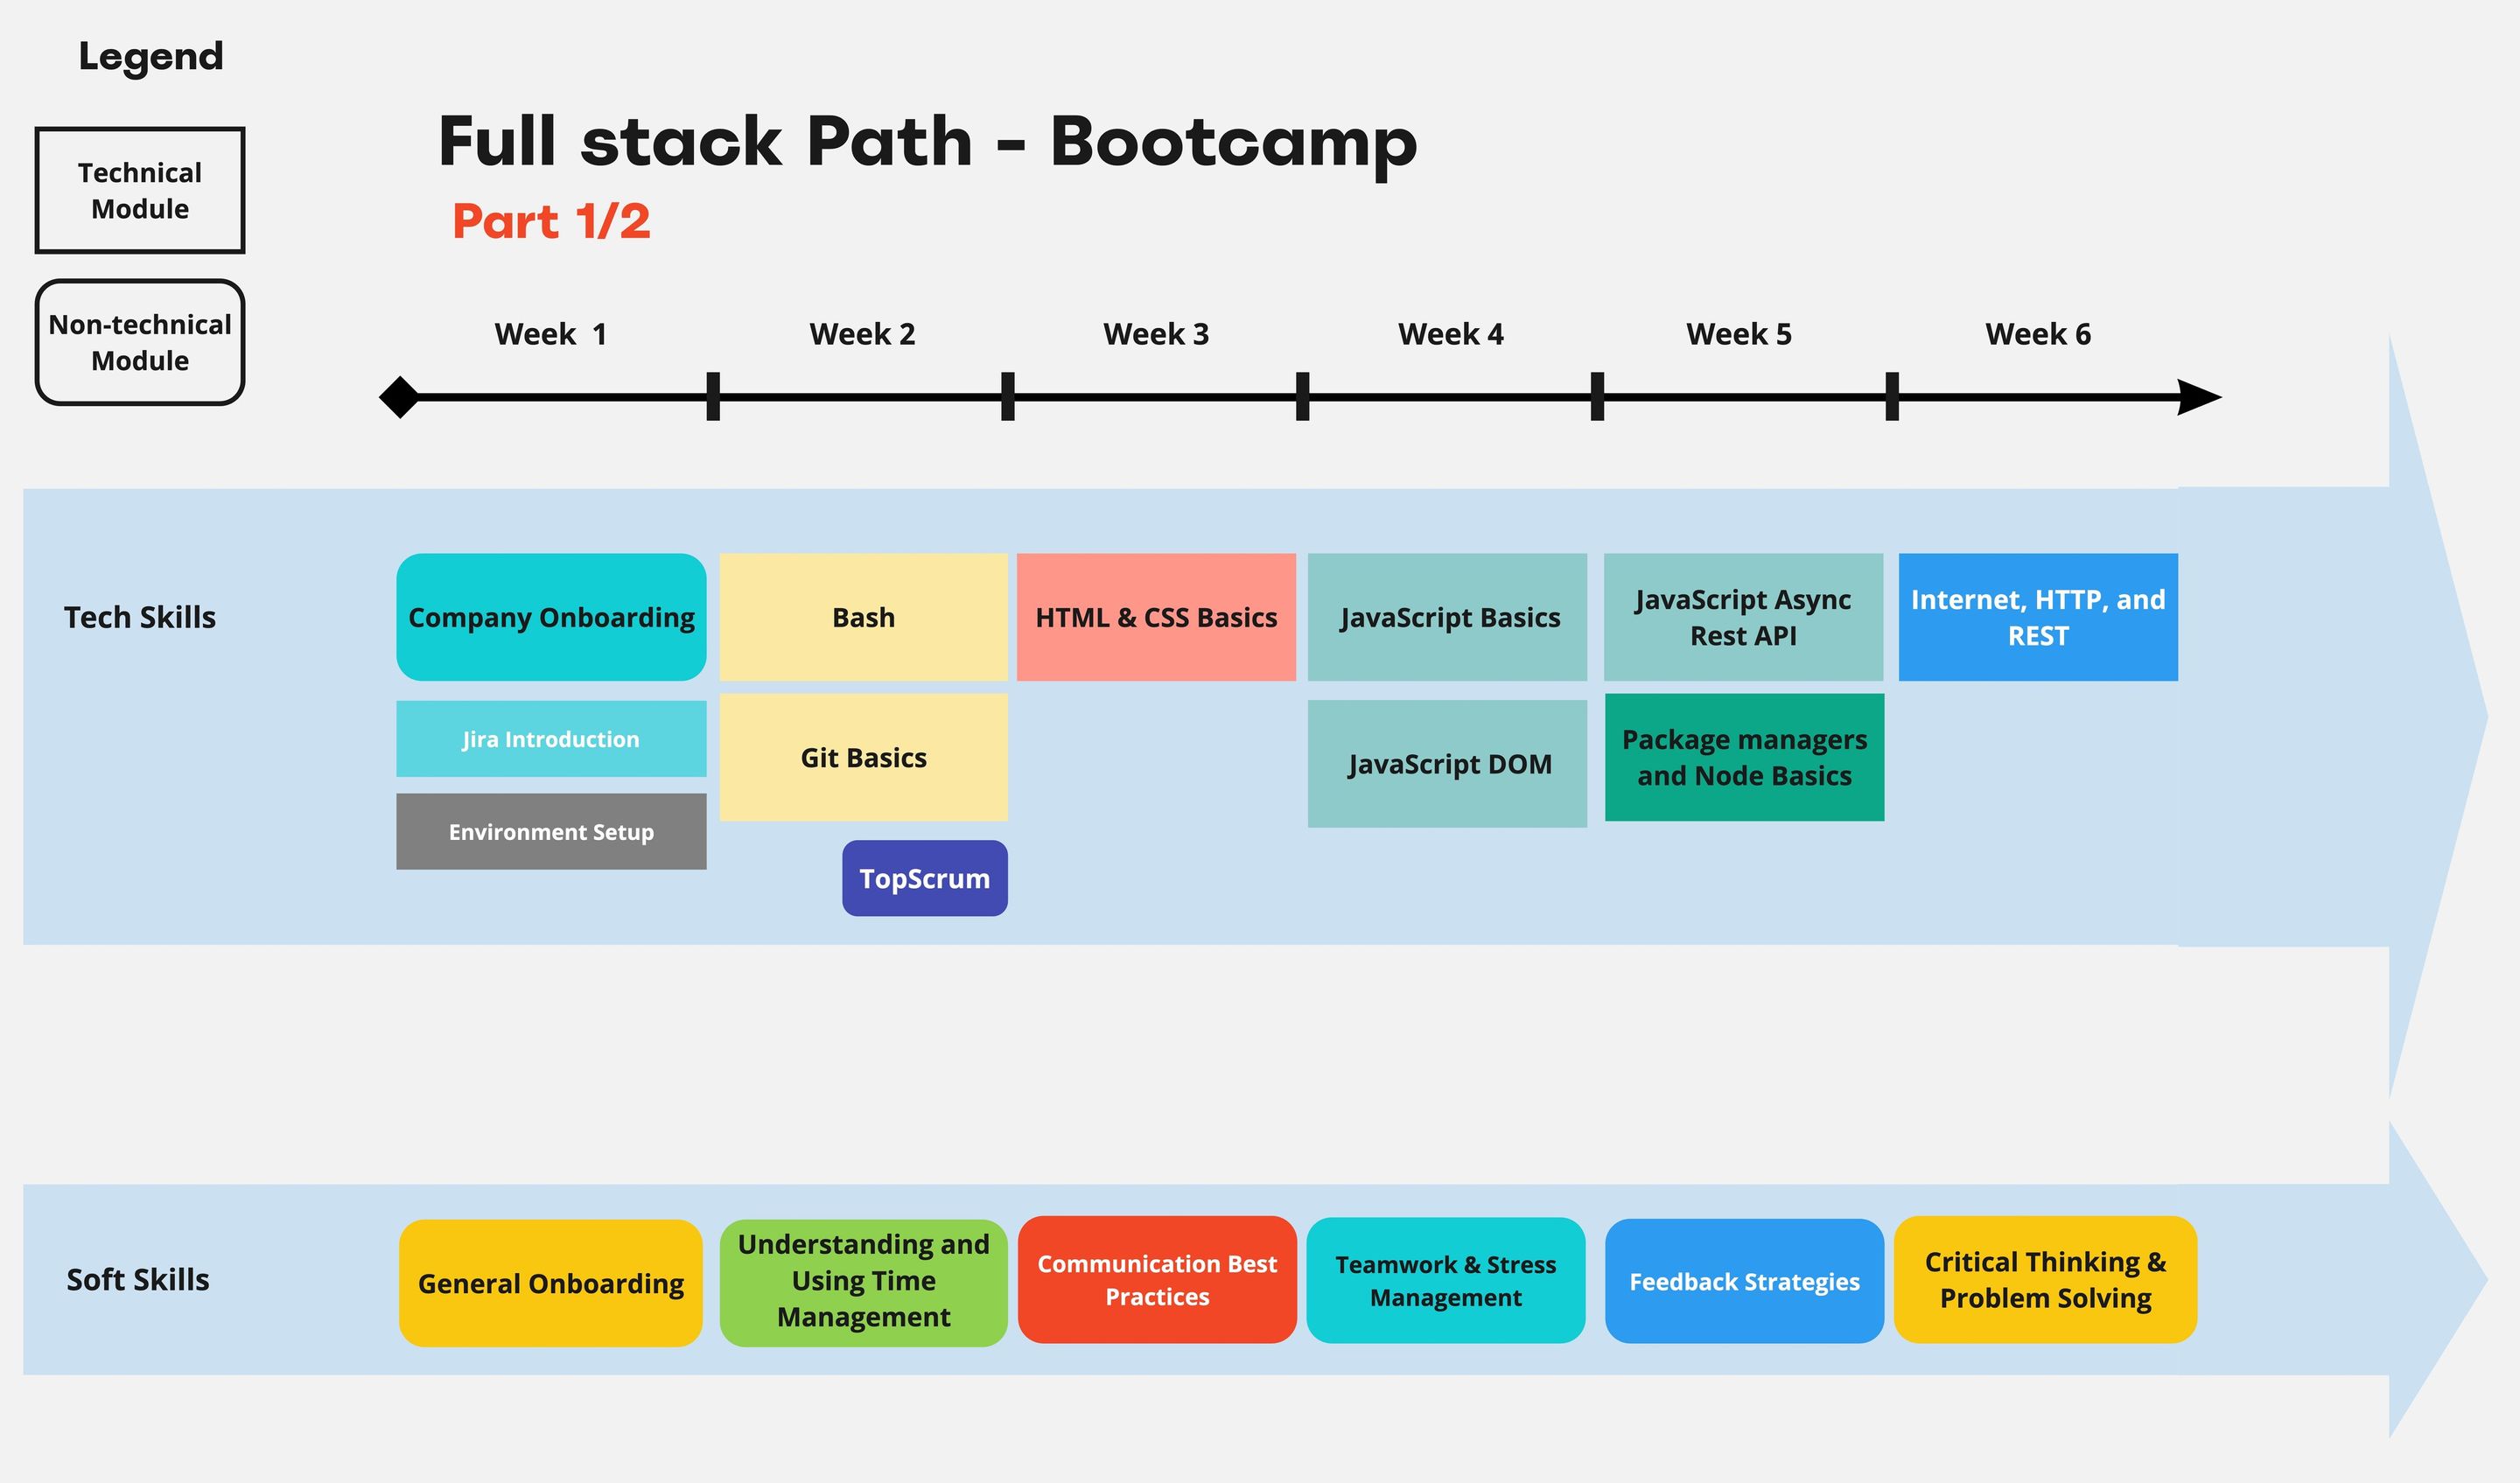 Legend
Technical
Module
Non-technical
Module
Full stack Path - Bootcamp
Part 1/2
Week 1
Week 2
Week 3
Week 4
Week 5
Week 6
Tech Skills
Company Onboarding
Jira Introduction
Environment Setup
Bash
Git Basics
TopScrum
HTML & CSS Basics
JavaScript Basics
JavaScript DOM
JavaScript Async
Rest API
Package managers
and Node Basics
Internet, HTTP, and
REST
Soft Skills
General Onboarding
Understanding and
Using Time
Management
Communication Best
Practices
Teamwork & Stress
Management
Feedback Strategies
Critical Thinking &
Problem Solving